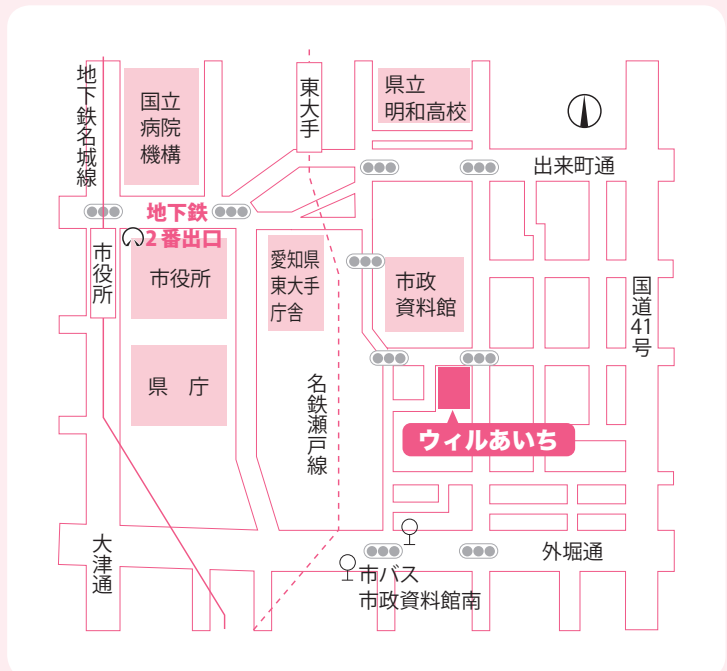 地下鉄名城線
国立
病院
機構
東大手
県立
明和高校
出来町通
地下鉄
2番出口
市役所
市役所
愛知県
東大手
庁舎
市政
資料館
国道41号
県 庁
名鉄瀬戸線
ウィルあいち
大津通
外堀通
市バス
市政資料館南